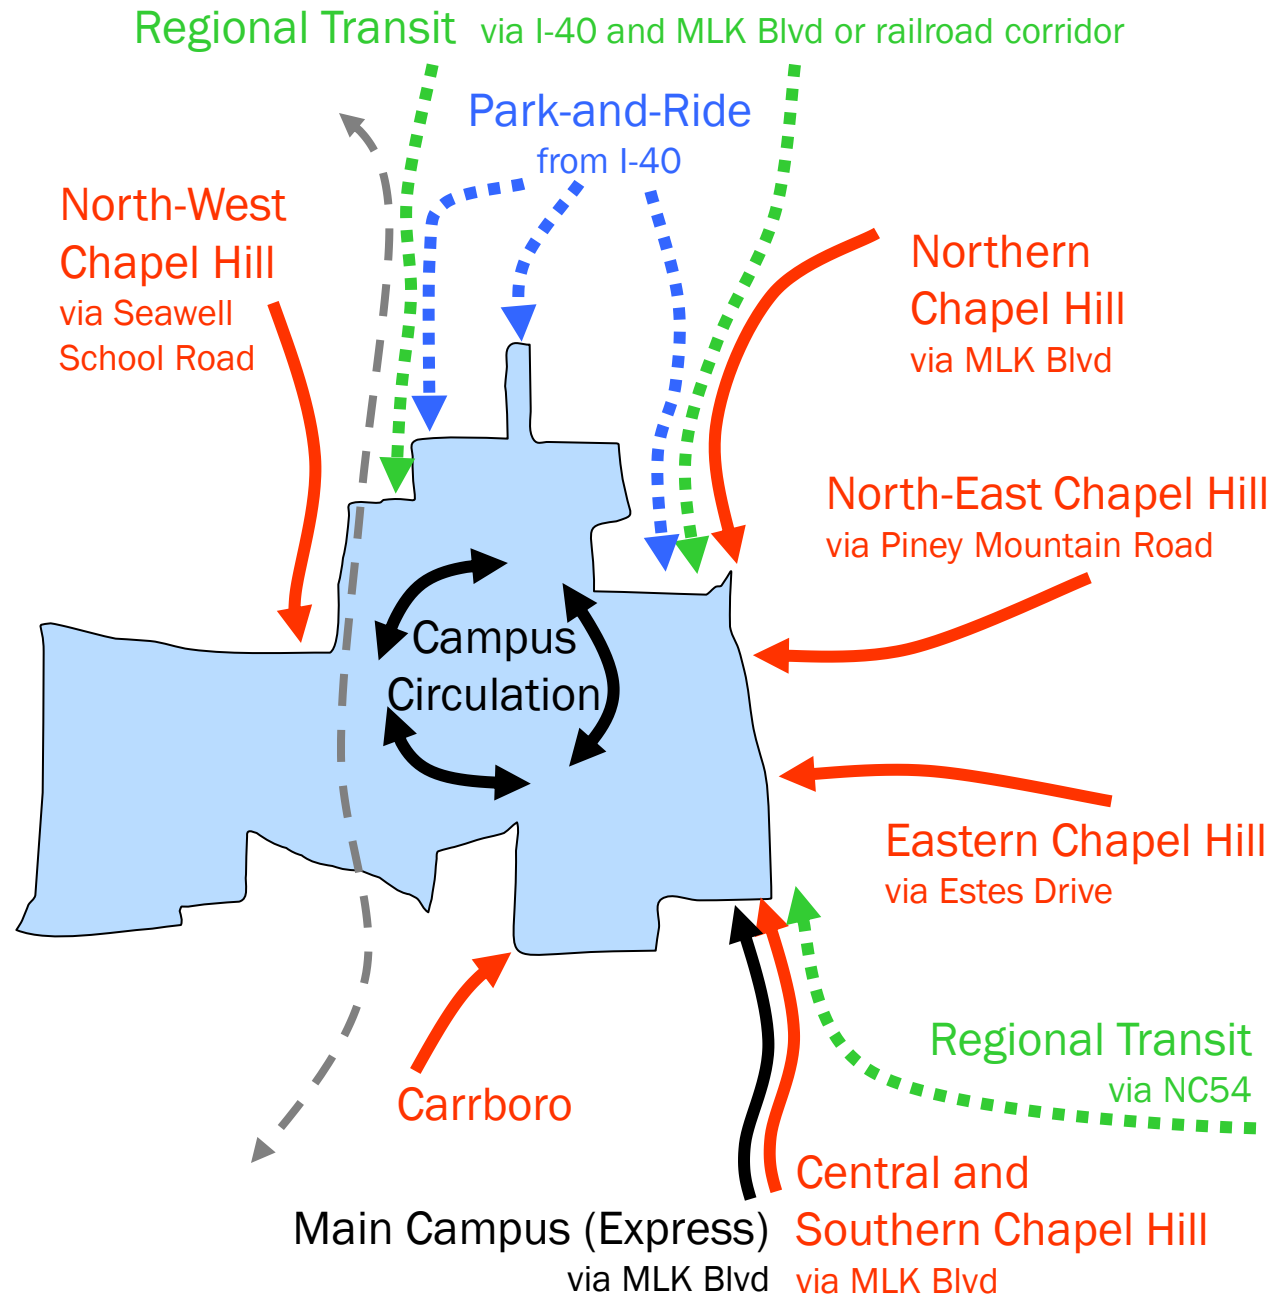 Regional Transit via I-40 and MLK Blvd or railroad corridor
Park-and-Ride
from I-40
North-West
Chapel Hill
via Seawell
School Road
Northern
Chapel Hill
via MLK Blvd
North-East Chapel Hill
via Piney Mountain Road
Campus
Circulation
Eastern Chapel Hill
via Estes Drive
Regional Transit
via NC54
Carrboro
Central and
Southern Chapel Hill
via MLK Blvd
Main Campus (Express)
via MLK Blvd